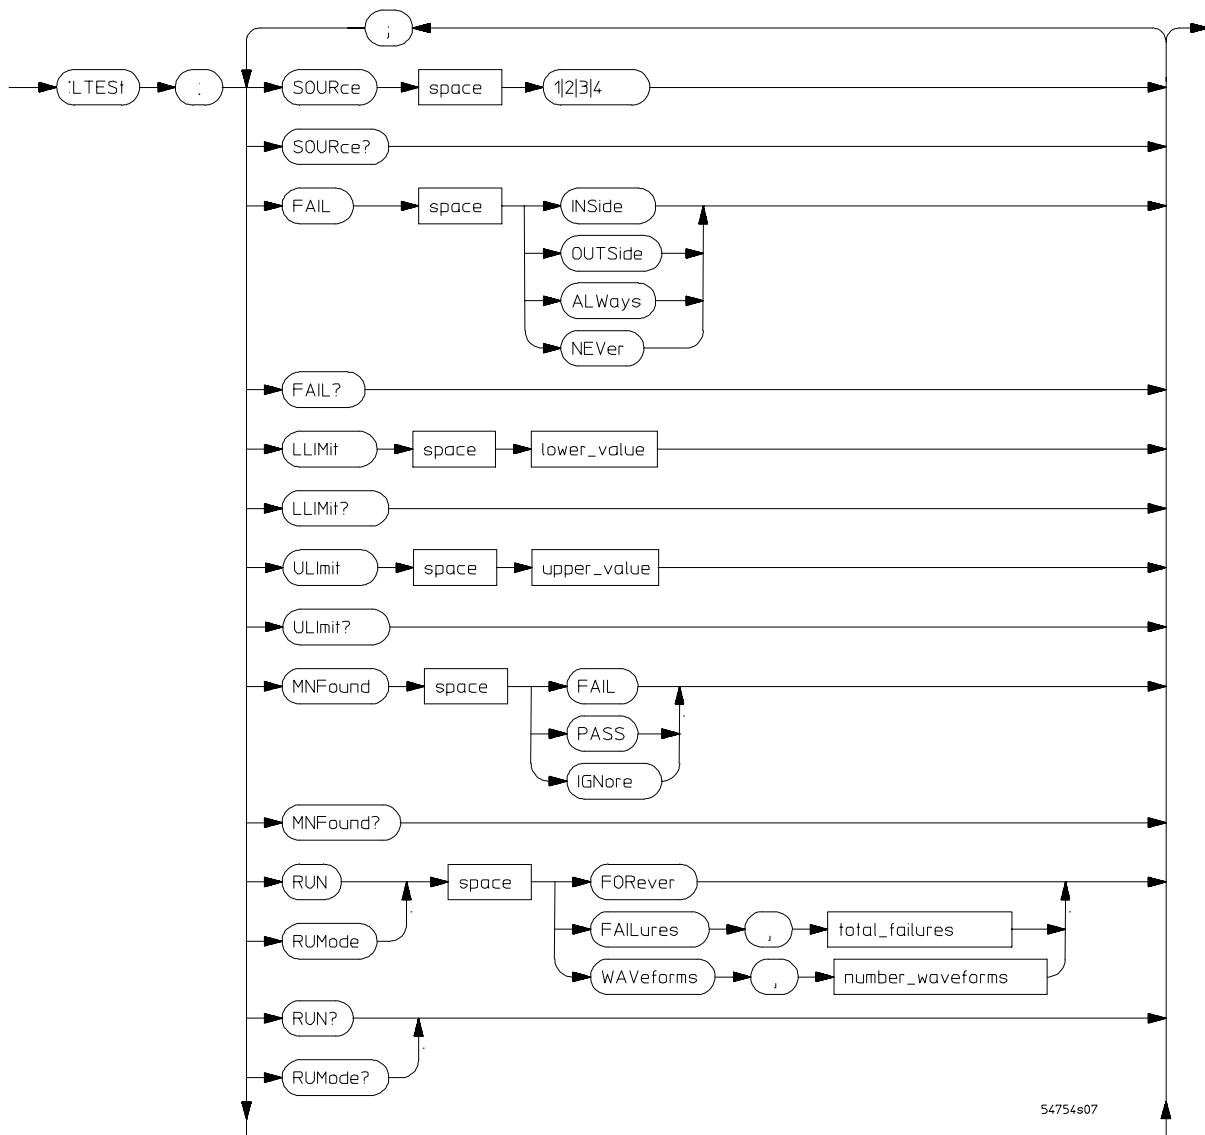 ;
:LTESt : SOURce space 1|2|3|4
SOURce?
FAIL space INSide
OUTSide
ALWays
NEVer
FAIL?
LLIMit space lower_value
LLIMit?
ULImit space upper_value
ULImit?
MNFound space FAIL
PASS
IGNore
MNFound?
RUN space FORever
RUMode FAILures , total_failures
WAVeforms , number_waveforms
RUN?
RUMode?
54754s07